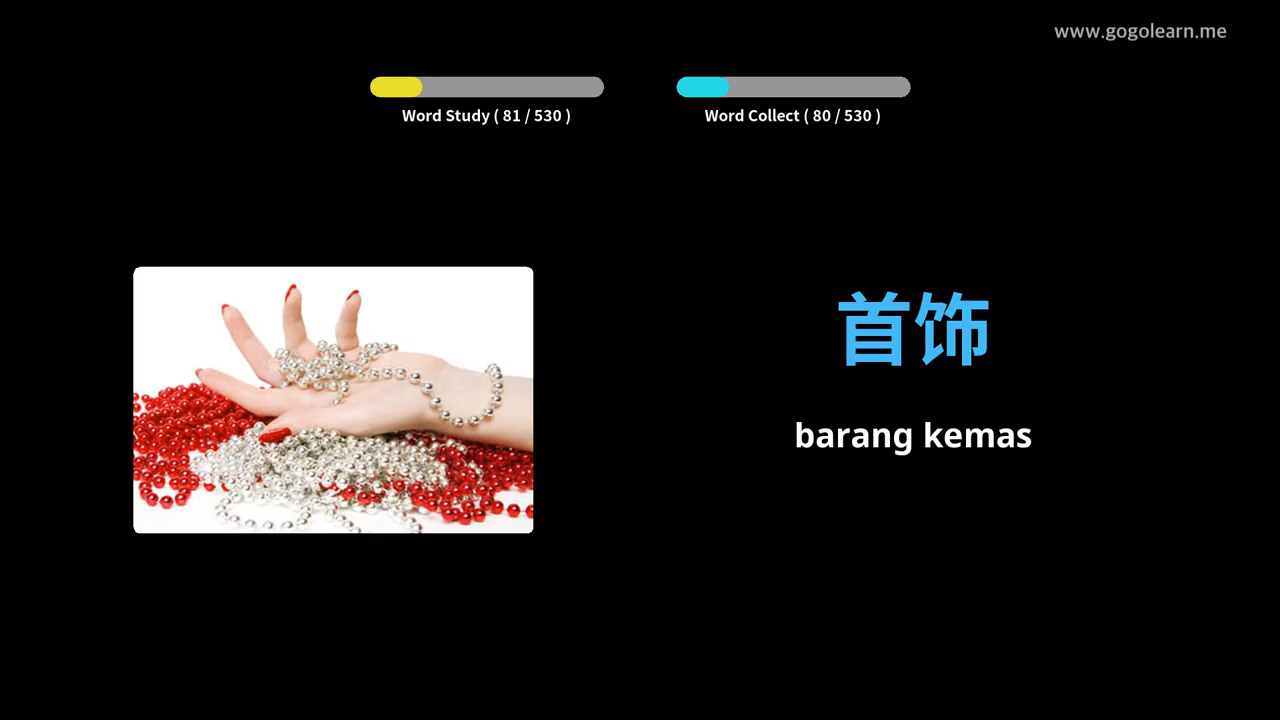 www.gogolearn.me
Word Study ( 81 / 530 )
Word Collect ( 80 / 530 )
首饰
barang kemas